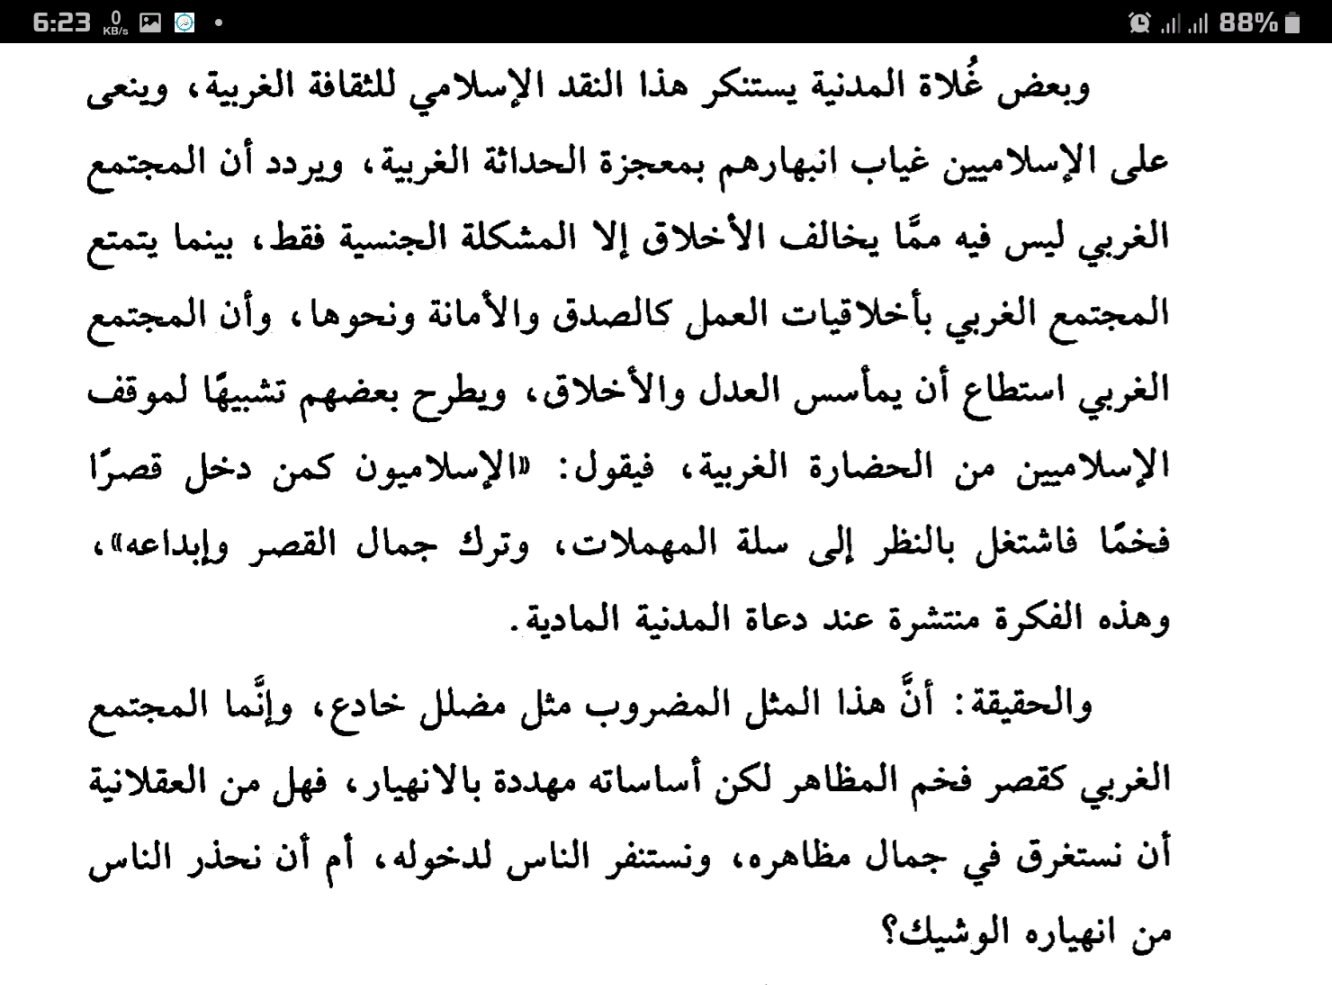 6:23 0 KB/s 88%
وبعض غُلاة المدنية يستنكر هذا النقد الإسلامي للثقافة الغربية، وينعى
على الإسلاميين غياب انبهارهم بمعجزة الحداثة الغربية، ويردد أن المجتمع
الغربي ليس فيه ممَّا يخالف الأخلاق إلا المشكلة الجنسية فقط، بينما يتمتع
المجتمع الغربي بأخلاقيات العمل كالصدق والأمانة ونحوها، وأن المجتمع
الغربي استطاع أن يمأسس العدل والأخلاق، ويطرح بعضهم تشبيهًا لموقف
الإسلاميين من الحضارة الغربية، فيقول: «الإسلاميون كمن دخل قصرًا
فخمًا فاشتغل بالنظر إلى سلة المهملات، وترك جمال القصر وإبداعه»،
وهذه الفكرة منتشرة عند دعاة المدنية المادية.
والحقيقة: أنَّ هذا المثل المضروب مثل مضلل خادع، وإنَّما المجتمع
الغربي كقصر فخم المظاهر لكن أساساته مهددة بالانهيار، فهل من العقلانية
أن نستغرق في جمال مظاهره، ونستنفر الناس لدخوله، أم أن نحذر الناس
من انهياره الوشيك؟